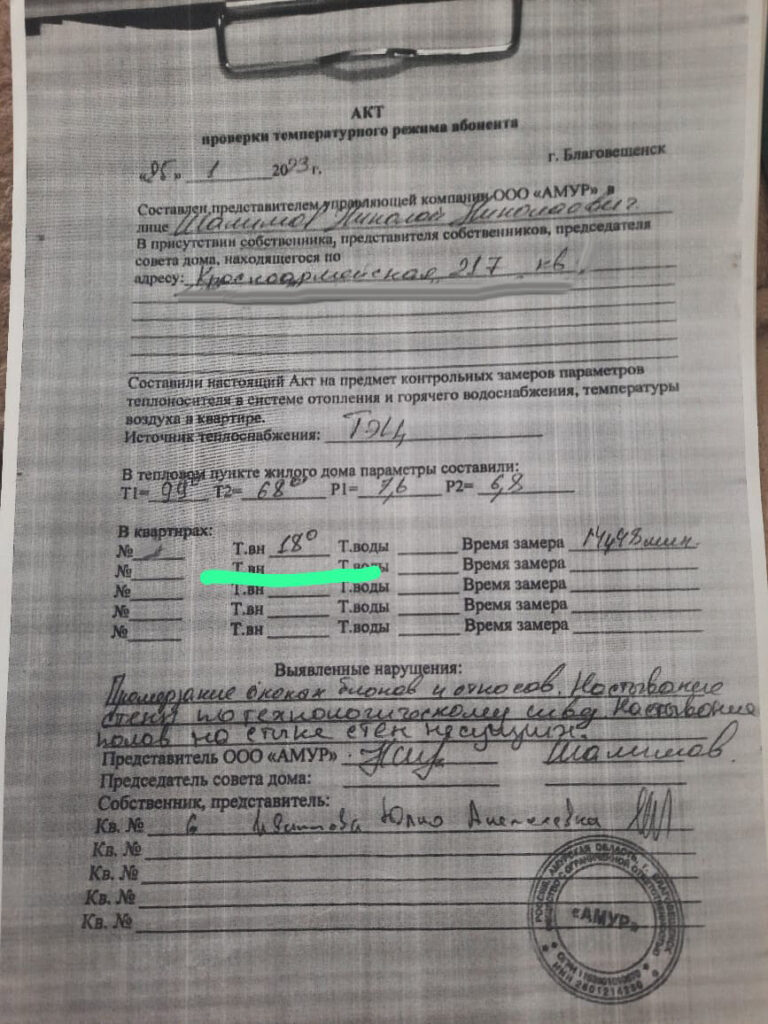 АКТ
проверки температурного режима абонента
«25» 1 2023 г.
г. Благовещенск
Составлен представителем управляющей компании ООО «АМУР» в
лице Шалимов Николай Николаевич
В присутствии собственника, представителя собственников, председателя
совета дома, находящегося по
адресу: Красноармейская, 217 кв
Составили настоящий Акт на предмет контрольных замеров параметров
теплоносителя в системе отопления и горячего водоснабжения, температуры
воздуха в квартире.
Источник теплоснабжения: ТЭЦ
В тепловом пункте жилого дома параметры составили:
Т1= 99° Т2= 68° Р1= 7,6 Р2= 6,8
В квартирах:
№ Т.вн 18° Т.воды Время замера 14ч48мин.
№ Т.вн Т.воды Время замера
№ Т.вн Т.воды Время замера
№ Т.вн Т.воды Время замера
№ Т.вн Т.воды Время замера
Выявленные нарушения:
Промерзание блоков и откосов. Настывание
стены по технологическому шву Настывание
полов на стыке стен несущих.
Представитель ООО «АМУР» Шалимов.
Председатель совета дома:
Собственник, представитель:
Кв. № 6 Юлия
Кв. №
Кв. №
Кв. №
Кв. №
«АМУР»